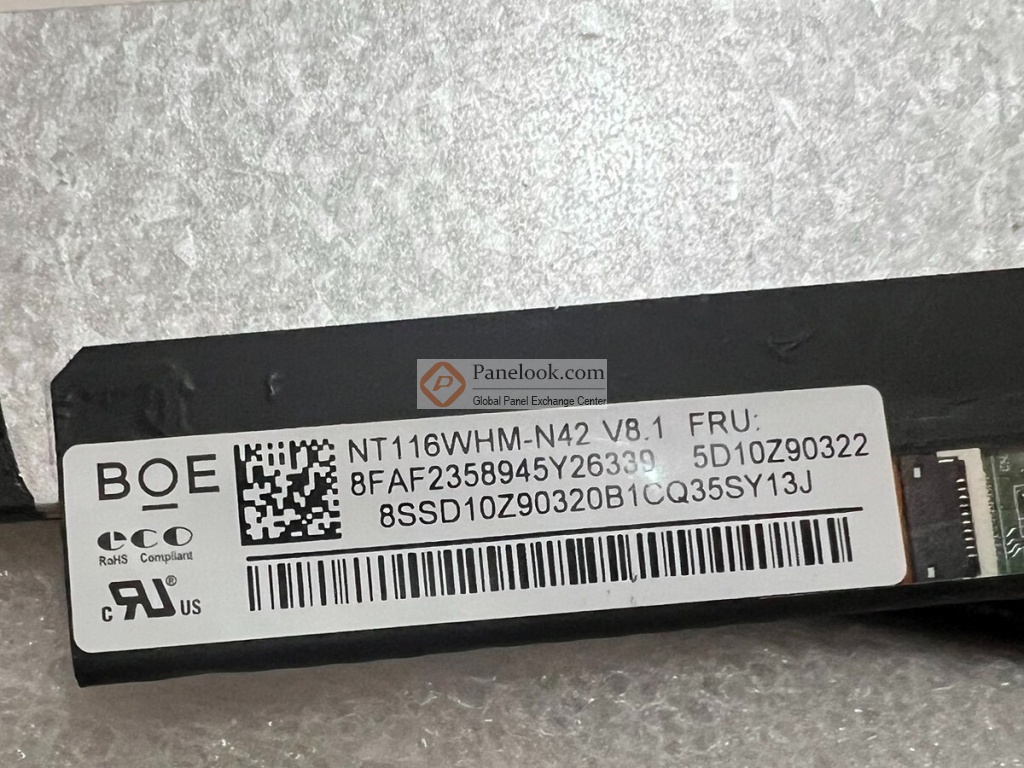 Panelook.com
Global Panel Exchange Center
BOE
NT116WHM-N42 V8.1 FRU:
8FAF2358945Y26339 5D10Z90322
8SSD10Z90320B1CQ35SY13J
eco
RoHS Compliant
c RU ® US